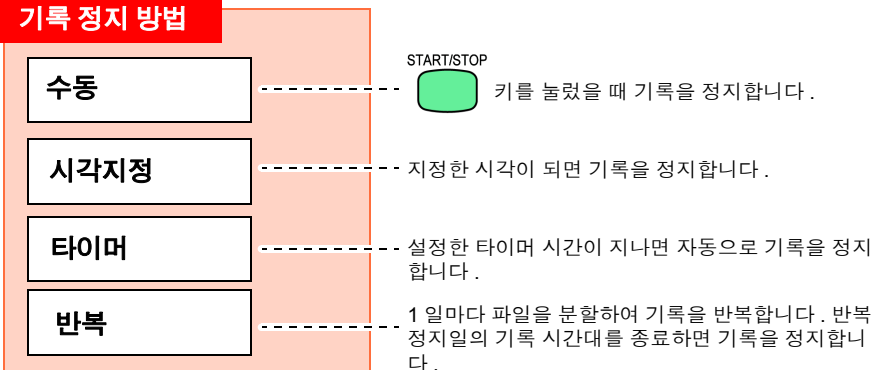 기록 정지 방법
수동
START/STOP
키를 눌렀을 때 기록을 정지합니다 .
시각지정
지정한 시각이 되면 기록을 정지합니다 .
타이머
설정한 타이머 시간이 지나면 자동으로 기록을 정지
합니다 .
반복
1 일마다 파일을 분할하여 기록을 반복합니다 . 반복
정지일의 기록 시간대를 종료하면 기록을 정지합니
다 .